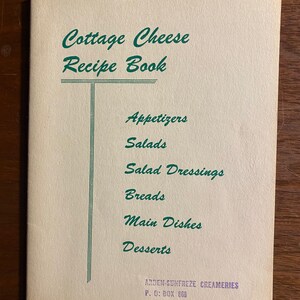 Cottage Cheese
Recipe Book
Appetizers
Salads
Salad Dressings
Breads
Main Dishes
Desserts
ARDEN-SUNFREZE CREAMERIES
P. O. BOX